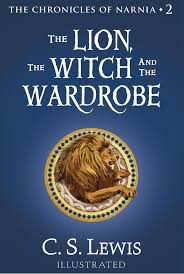 THE CHRONICLES OF NARNIA • 2
THE LION,
THE WITCH AND THE
WARDROBE
C. S. LEWIS
ILLUSTRATED